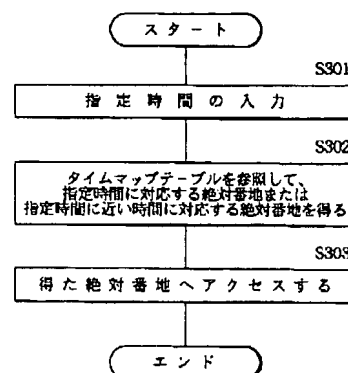 スタート
S301
指定時間の入力
S302
タイムマップテーブルを参照して、
指定時間に対応する絶対番地または
指定時間に近い時間に対応する絶対番地を得る
S303
得た絶対番地へアクセスする
エンド